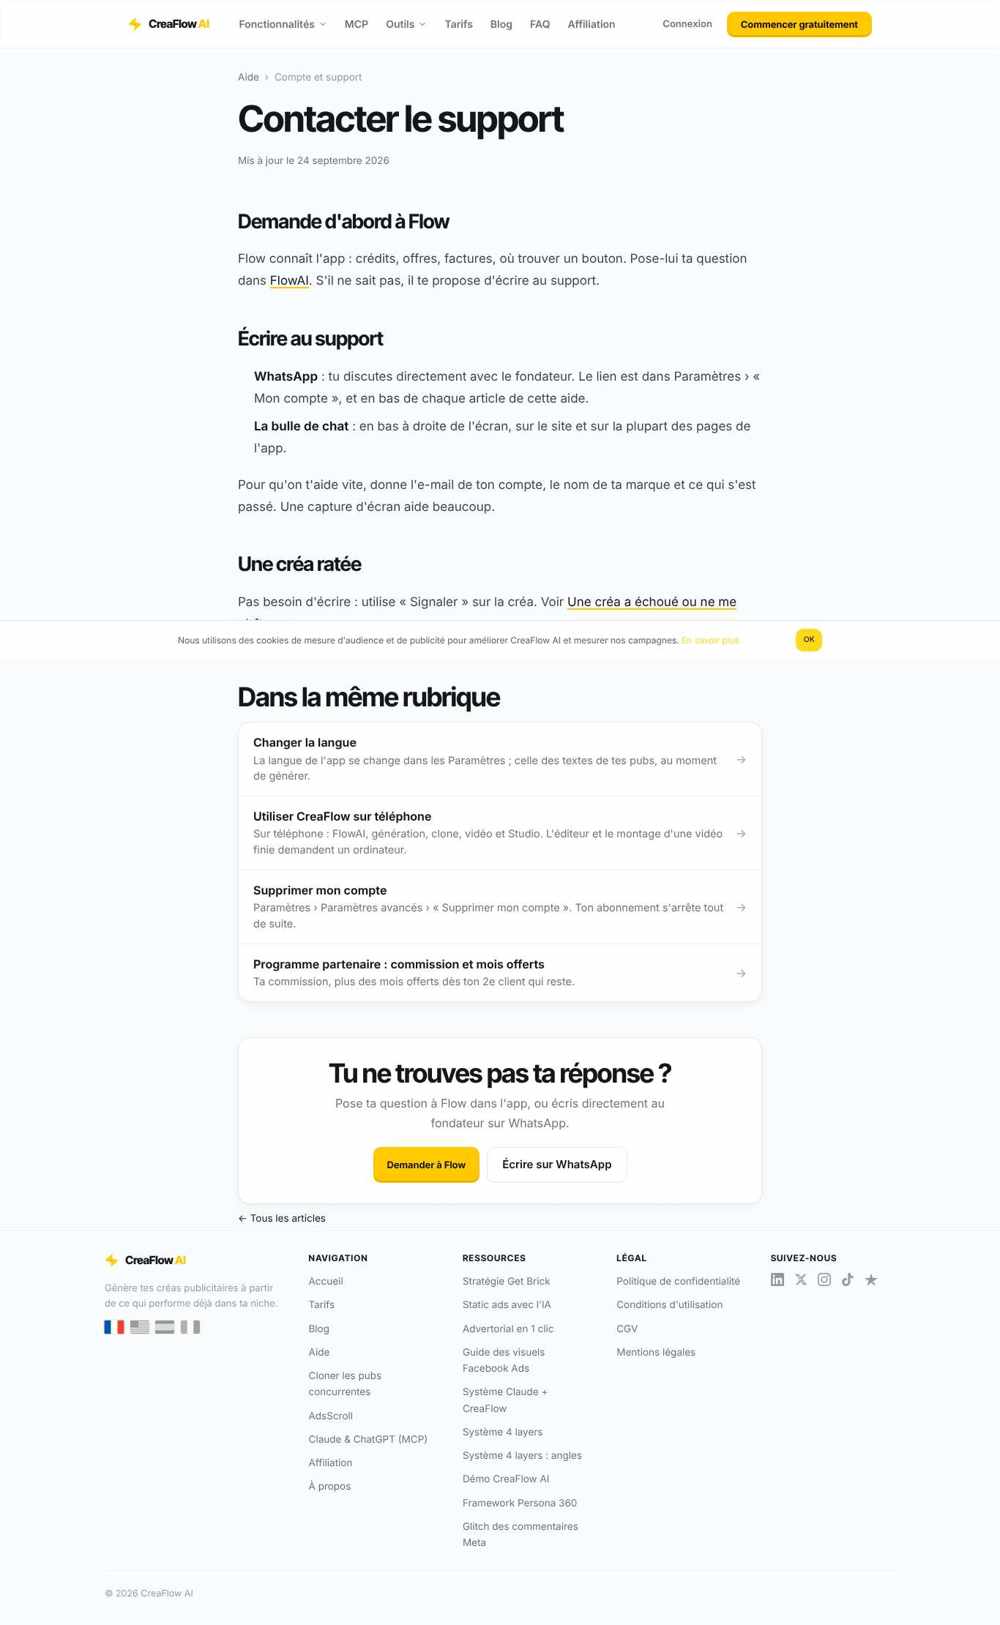 CreaFlow AI
Fonctionnalités
MCP
Outils
Tarifs
Blog
FAQ
Affiliation
Connexion
Commencer gratuitement
Aide › Compte et support
Contacter le support
Mis à jour le 24 septembre 2026
Demande d'abord à Flow
Flow connaît l'app : crédits, offres, factures, où trouver un bouton. Pose-lui ta question
dans FlowAI. S'il ne sait pas, il te propose d'écrire au support.
Écrire au support
WhatsApp : tu discutes directement avec le fondateur. Le lien est dans Paramètres › «
Mon compte », et en bas de chaque article de cette aide.
La bulle de chat : en bas à droite de l'écran, sur le site et sur la plupart des pages de
l'app.
Pour qu'on t'aide vite, donne l'e-mail de ton compte, le nom de ta marque et ce qui s'est
passé. Une capture d'écran aide beaucoup.
Une créa ratée
Pas besoin d'écrire : utilise « Signaler » sur la créa. Voir Une créa a échoué ou ne me
Nous utilisons des cookies de mesure d'audience et de publicité pour améliorer CreaFlow AI et mesurer nos campagnes. En savoir plus
OK
Dans la même rubrique
Changer la langue
La langue de l'app se change dans les Paramètres ; celle des textes de tes pubs, au moment
de générer.
→
Utiliser CreaFlow sur téléphone
Sur téléphone : FlowAI, génération, clone, vidéo et Studio. L'éditeur et le montage d'une vidéo
finie demandent un ordinateur.
→
Supprimer mon compte
Paramètres › Paramètres avancés › « Supprimer mon compte ». Ton abonnement s'arrête tout
de suite.
→
Programme partenaire : commission et mois offerts
Ta commission, plus des mois offerts dès ton 2e client qui reste.
→
Tu ne trouves pas ta réponse ?
Pose ta question à Flow dans l'app, ou écris directement au
fondateur sur WhatsApp.
Demander à Flow
Écrire sur WhatsApp
← Tous les articles
CreaFlow AI
Génère tes créas publicitaires à partir
de ce qui performe déjà dans ta niche.
NAVIGATION
Accueil
Tarifs
Blog
Aide
Cloner les pubs
concurrentes
AdsScroll
Claude & ChatGPT (MCP)
Affiliation
À propos
RESSOURCES
Stratégie Get Brick
Static ads avec l'IA
Advertorial en 1 clic
Guide des visuels
Facebook Ads
Système Claude +
CreaFlow
Système 4 layers
Système 4 layers : angles
Démo CreaFlow AI
Framework Persona 360
Glitch des commentaires
Meta
LÉGAL
Politique de confidentialité
Conditions d'utilisation
CGV
Mentions légales
SUIVEZ-NOUS
© 2026 CreaFlow AI